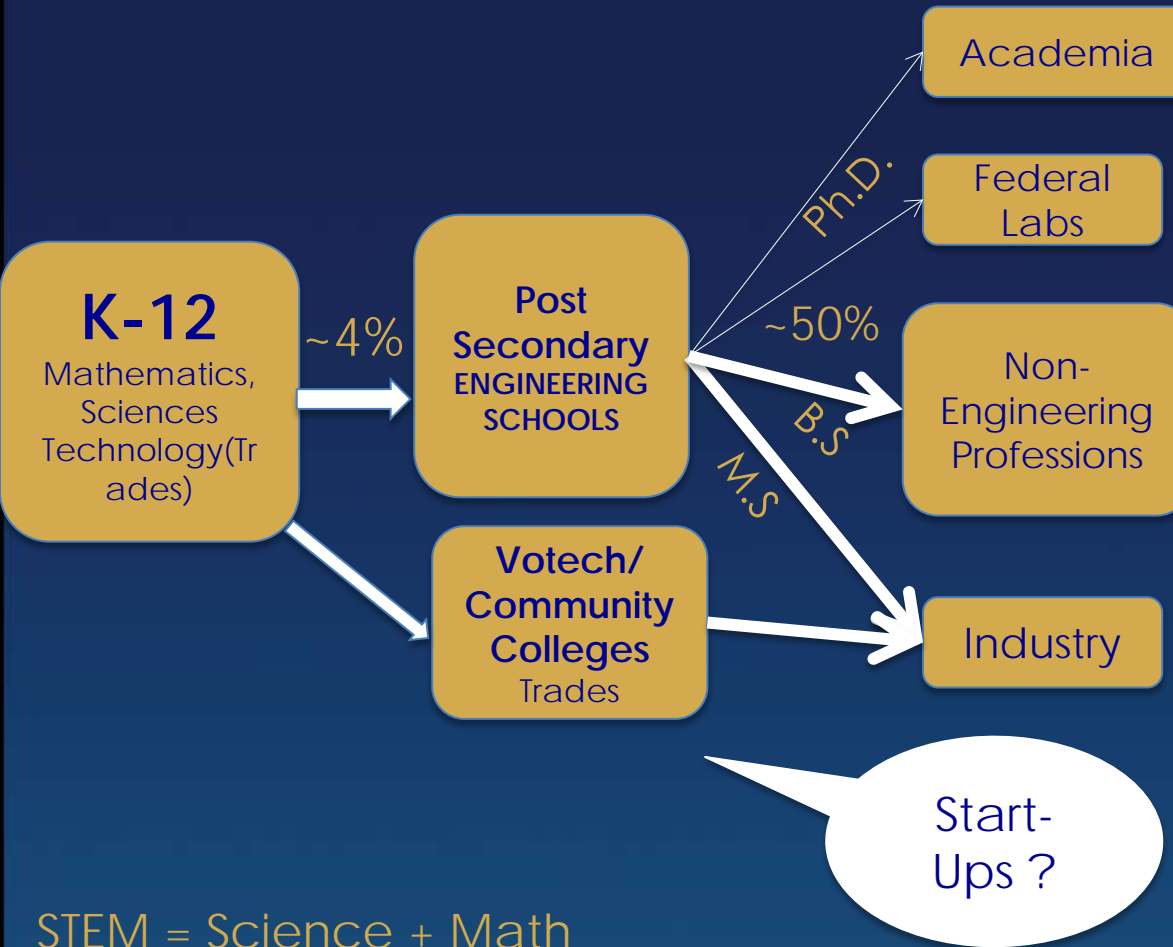 Academia
Ph.D.
Federal
Labs
K-12
Mathematics,
Sciences
Technology(Tr
ades)
~4%
Post
Secondary
ENGINEERING
SCHOOLS
~50%
B.S
M.S
Non-
Engineering
Professions
Votech/
Community
Colleges
Trades
Industry
Start-
Ups ?
STEM = Science + Math